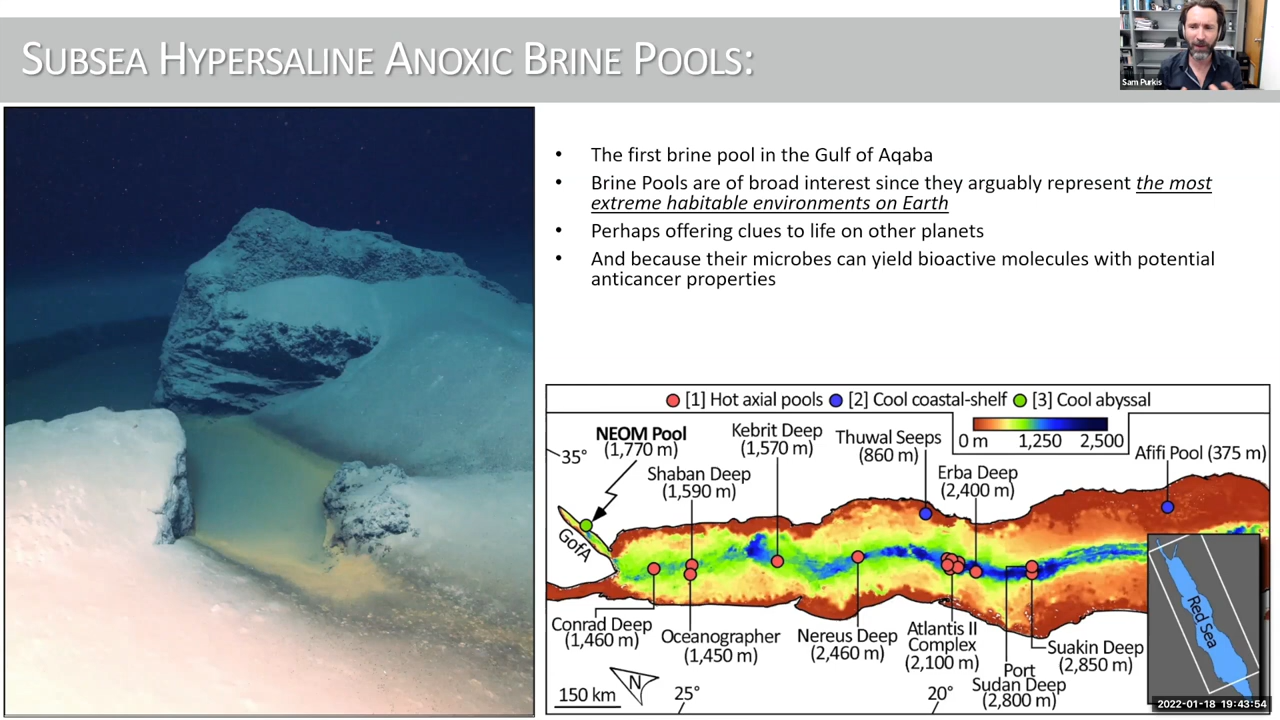 SUBSEA HYPERSALINE ANOXIC BRINE POOLS:
Sam Purkis
• The first brine pool in the Gulf of Aqaba
• Brine Pools are of broad interest since they arguably represent the most
extreme habitable environments on Earth
• Perhaps offering clues to life on other planets
• And because their microbes can yield bioactive molecules with potential
anticancer properties
[1] Hot axial pools [2] Cool coastal-shelf [3] Cool abyssal
0 m 1,250 2,500
35°
NEOM Pool
(1,770 m)
Shaban Deep
(1,590 m)
Kebrit Deep
(1,570 m)
Thuwal Seeps
(860 m)
Erba Deep
(2,400 m)
Afifi Pool (375 m)
GofA
Conrad Deep
(1,460 m)
Oceanographer
(1,450 m)
Nereus Deep
(2,460 m)
Atlantis II
Complex
(2,100 m)
Port
Sudan Deep
(2,800 m)
Suakin Deep
(2,850 m)
Red Sea
150 km
N
25°
20°
2022-01-18 19:43:54